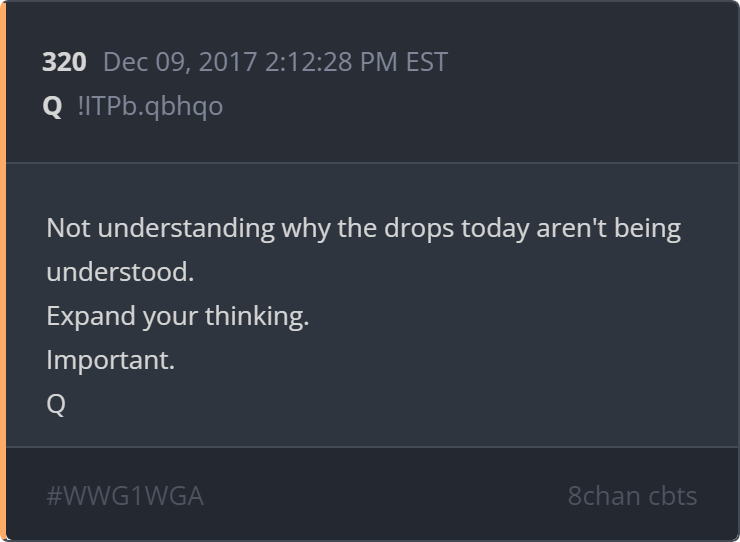 320 Dec 09, 2017 2:12:28 PM EST
Q !ITPb.qbhqo
Not understanding why the drops today aren't being
understood.
Expand your thinking.
Important.
Q
#WWG1WGA 8chan cbts